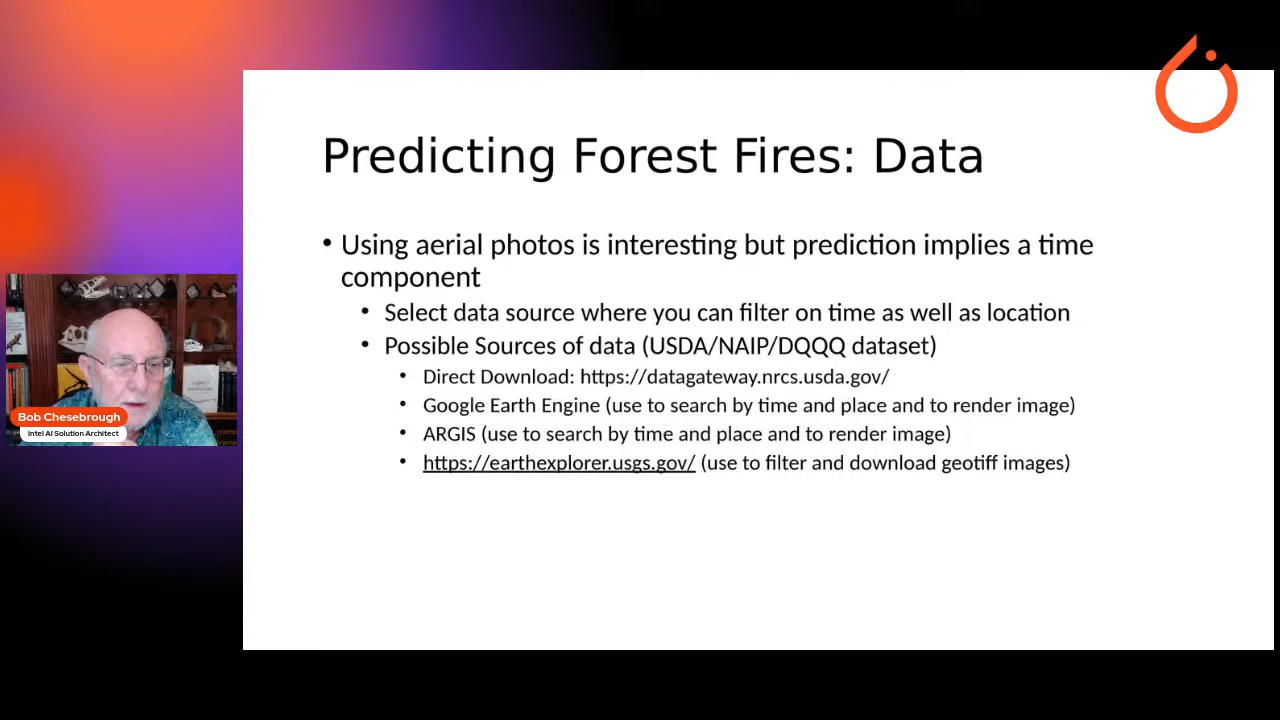 Predicting Forest Fires: Data
• Using aerial photos is interesting but prediction implies a time
component
• Select data source where you can filter on time as well as location
• Possible Sources of data (USDA/NAIP/DQQQ dataset)
• Direct Download: https://datagateway.nrcs.usda.gov/
• Google Earth Engine (use to search by time and place and to render image)
• ARGIS (use to search by time and place and to render image)
• https://earthexplorer.usgs.gov/ (use to filter and download geotiff images)
Bob Chesebrough
Intel AI Solution Architect